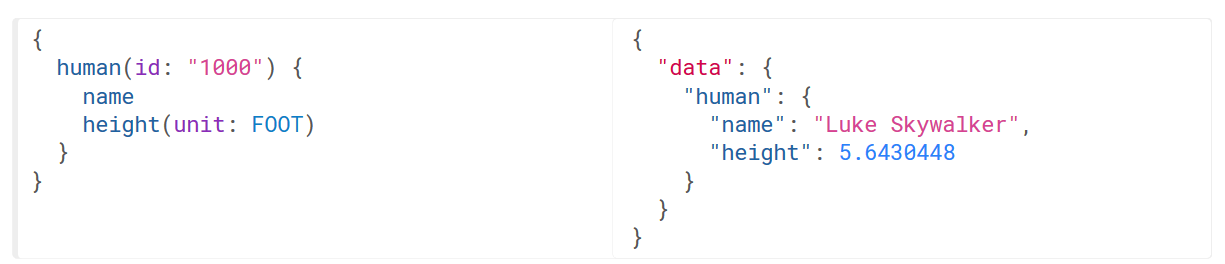 {
  human(id: "1000") {
    name
    height(unit: FOOT)
  }
}
{
  "data": {
    "human": {
      "name": "Luke Skywalker",
      "height": 5.6430448
    }
  }
}